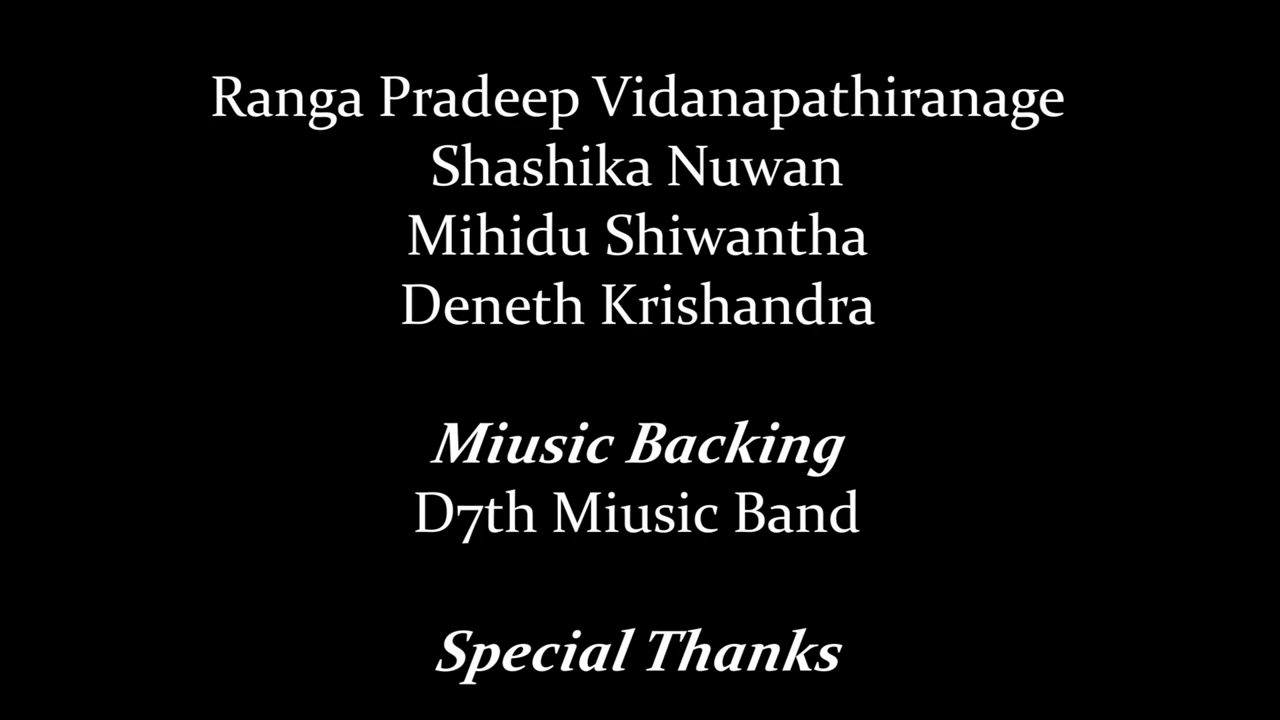 Ranga Pradeep Vidanapathiranage
Shashika Nuwan
Mihidu Shiwantha
Deneth Krishandra
Miusic Backing
D7th Miusic Band
Special Thanks